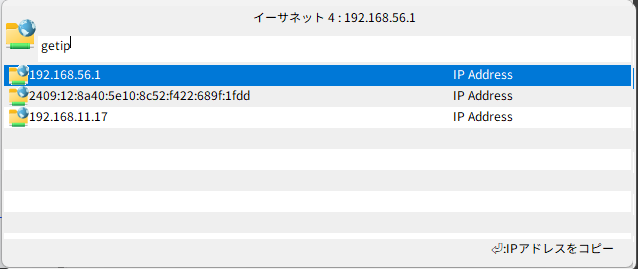 イーサネット 4 : 192.168.56.1
getip
192.168.56.1 IP Address
2409:12:8a40:5e10:8c52:f422:689f:1fdd IP Address
192.168.11.17 IP Address
⏎:IPアドレスをコピー